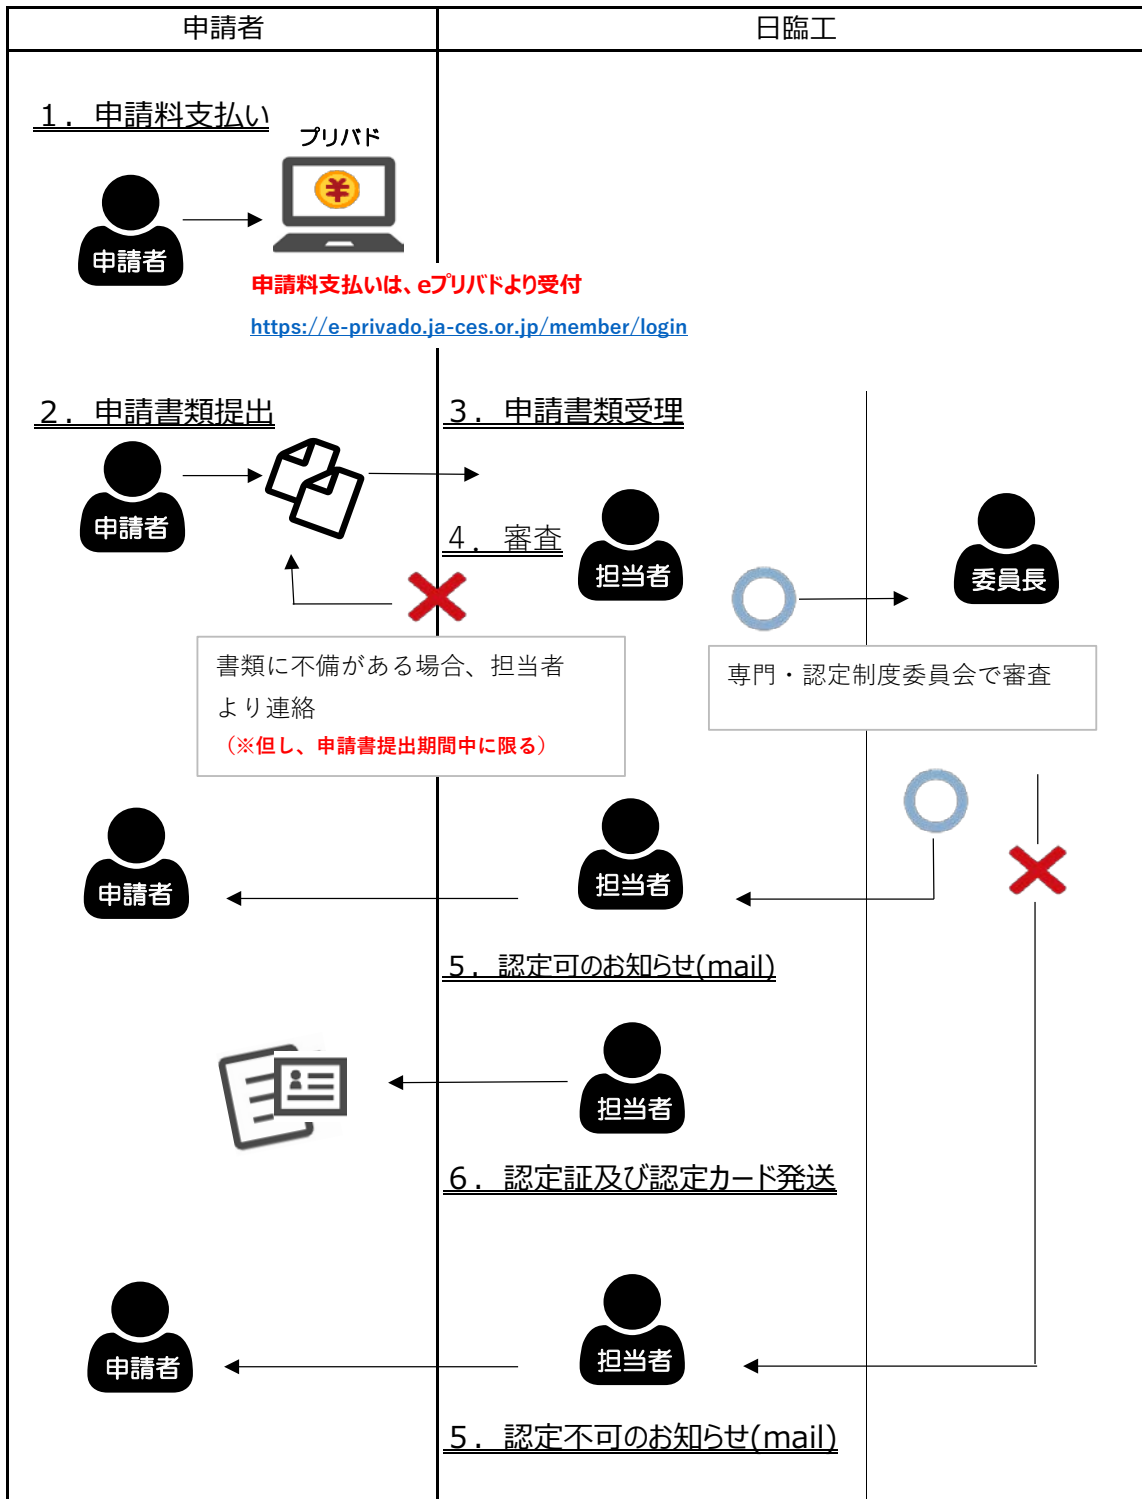 申請者
日臨工
１．申請料支払い
プリバド
申請者
申請料支払いは、eプリバドより受付
https://e-privado.ja-ces.or.jp/member/login
２．申請書類提出
３．申請書類受理
申請者
４．審査
担当者
委員長
書類に不備がある場合、担当者
より連絡
（※但し、申請書提出期間中に限る）
専門・認定制度委員会で審査
申請者
担当者
５．認定可のお知らせ(mail)
担当者
６．認定証及び認定カード発送
申請者
担当者
５．認定不可のお知らせ(mail)